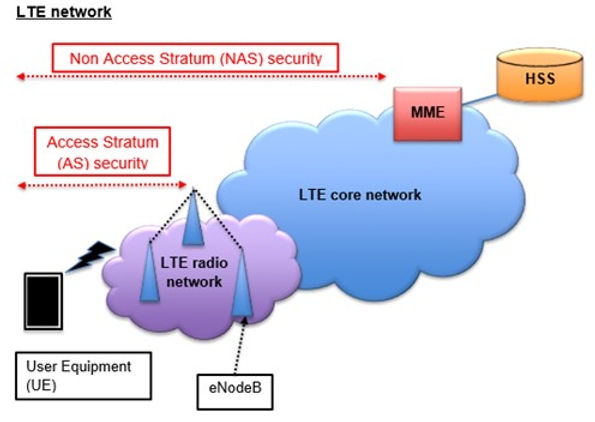 LTE network
Non Access Stratum (NAS) security
HSS
MME
Access Stratum
(AS) security
LTE core network
LTE radio
network
User Equipment
(UE)
eNodeB